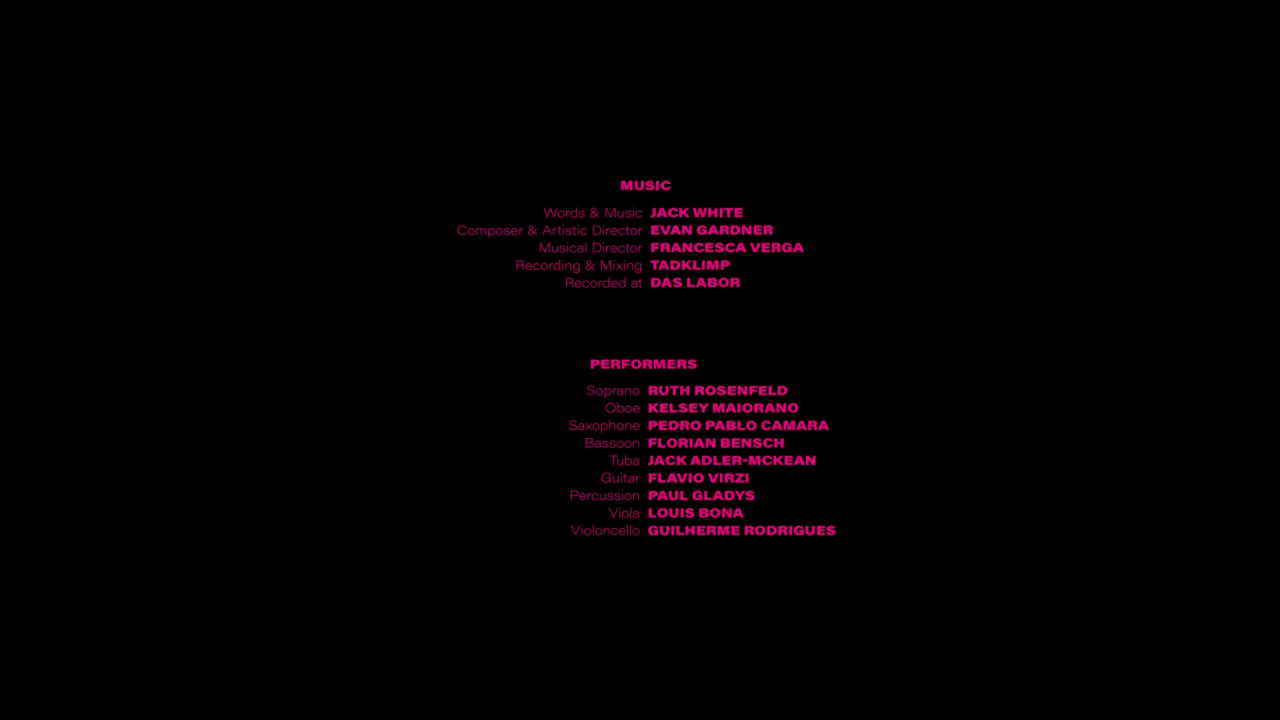 MUSIC
Words & Music JACK WHITE
Composer & Artistic Director EVAN GARDNER
Musical Director FRANCESCA VERGA
Recording & Mixing TADKLIMP
Recorded at DAS LABOR
PERFORMERS
Soprano RUTH ROSENFELD
Oboe KELSEY MAIORANO
Saxophone PEDRO PABLO CAMARA
Bassoon FLORIAN BENSCH
Tuba JACK ADLER-MCKEAN
Guitar FLAVIO VIRZI
Percussion PAUL GLADYS
Viola LOUIS BONA
Violoncello GUILHERME RODRIGUES